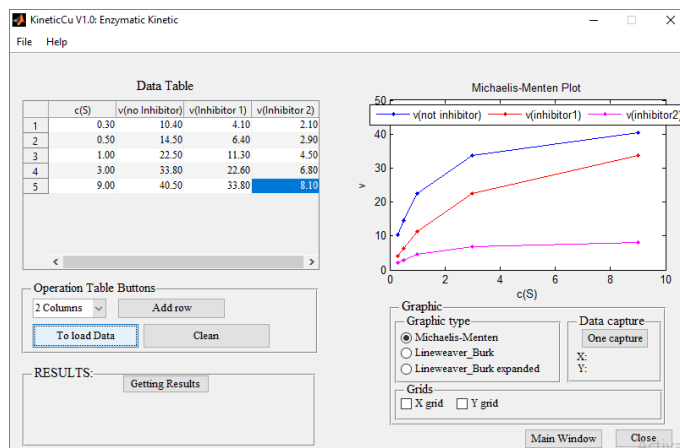 KineticCu V1.0: Enzymatic Kinetic
File Help
Data Table
c(S) v(no Inhibitor) v(Inhibitor 1) v(Inhibitor 2)
1 0.30 10.40 4.10 2.10
2 0.50 14.50 6.40 2.90
3 1.00 22.50 11.30 4.50
4 3.00 33.80 22.60 6.80
5 9.00 40.50 33.80 8.10
Operation Table Buttons
2 Columns Add row
To load Data Clean
RESULTS:
Getting Results
Michaelis-Menten Plot
v(not inhibitor) v(inhibitor1) v(inhibitor2)
50
40
30
20
10
0
v
0 2 4 6 8 10
c(S)
Graphic
Graphic type
Michaelis-Menten
Lineweaver_Burk
Lineweaver_Burk expanded
Data capture
One capture
X:
Y:
Grids
X grid Y grid
Main Window Close